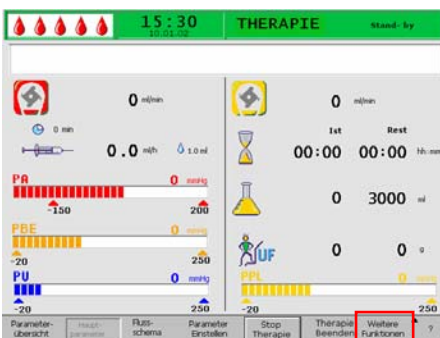 15:30 THERAPIE Stand-by
10.01.02
0 ml/min
0 min
0.0 ml/h 1.0 ml
PA 0 mmHg
-150 200
PBE 0 mmHg
-20 250
PV 0 mmHg
-20 250
0 ml/min
Ist Rest
00:00 00:00 hh:mm
0 3000 ml
UF 0 0 g
PPL 0 mmHg
-20 250
Parameter-übersicht
Haupt-parameter
Fluss-schema
Parameter Einstellen
Stop Therapie
Therapie Beenden
Weitere Funktionen
?